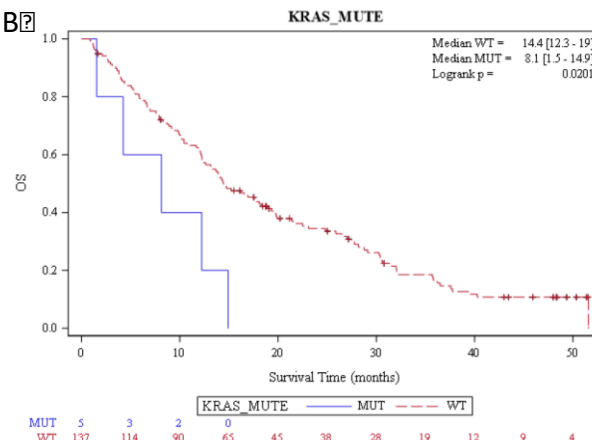 B⍰
KRAS_MUTE
Median WT = 14.4 [12.3 - 19]
Median MUT = 8.1 [1.5 - 14.9]
Logrank p = 0.0201
1.0
0.8
0.6
0.4
0.2
0.0
OS
0 10 20 30 40 50
Survival Time (months)
KRAS_MUTE MUT WT
MUT 5 3 2 0
WT 137 114 90 65 45 38 28 19 12 9 4